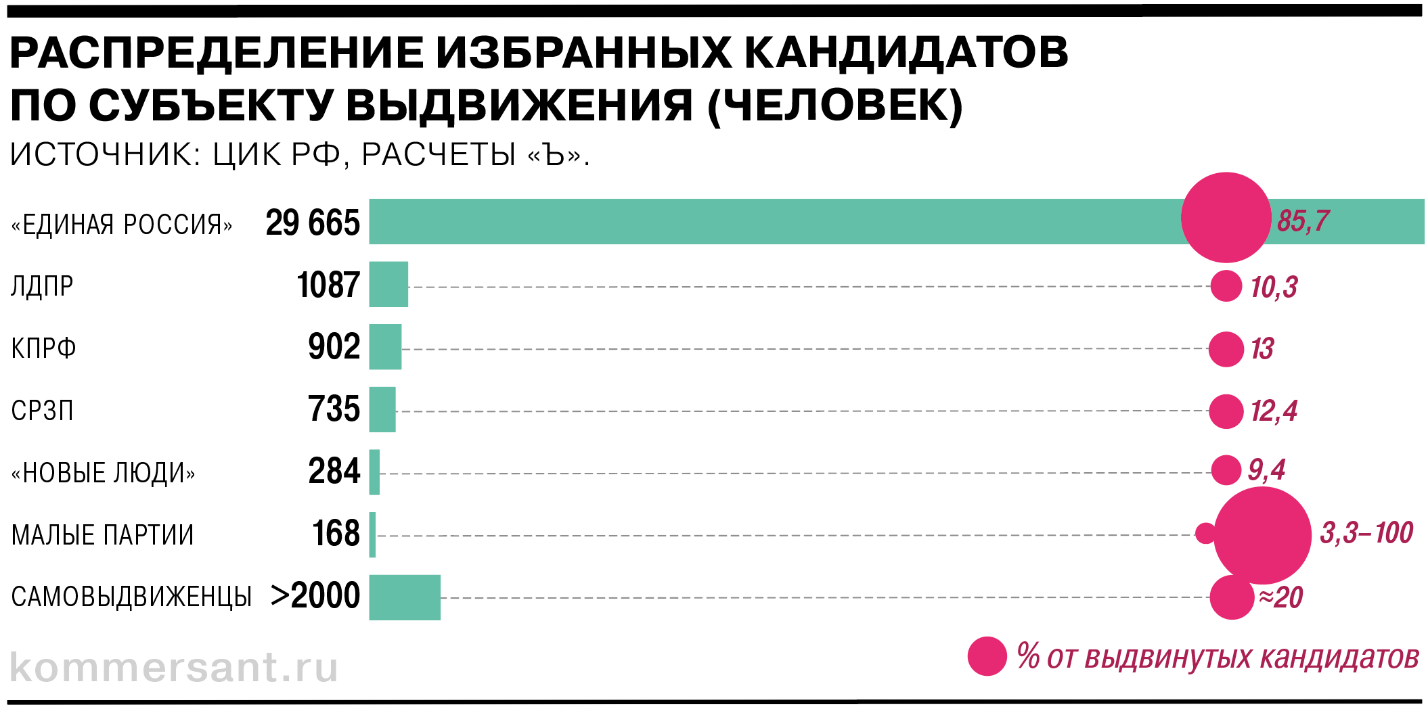 РАСПРЕДЕЛЕНИЕ ИЗБРАННЫХ КАНДИДАТОВ
ПО СУБЪЕКТУ ВЫДВИЖЕНИЯ (ЧЕЛОВЕК)
ИСТОЧНИК: ЦИК РФ, РАСЧЕТЫ «Ъ».
«ЕДИНАЯ РОССИЯ» 29 665 85,7
ЛДПР 1087 10,3
КПРФ 902 13
СРЗП 735 12,4
«НОВЫЕ ЛЮДИ» 284 9,4
МАЛЫЕ ПАРТИИ 168 3,3–100
САМОВЫДВИЖЕНЦЫ >2000 ≈20
% от выдвинутых кандидатов
kommersant.ru